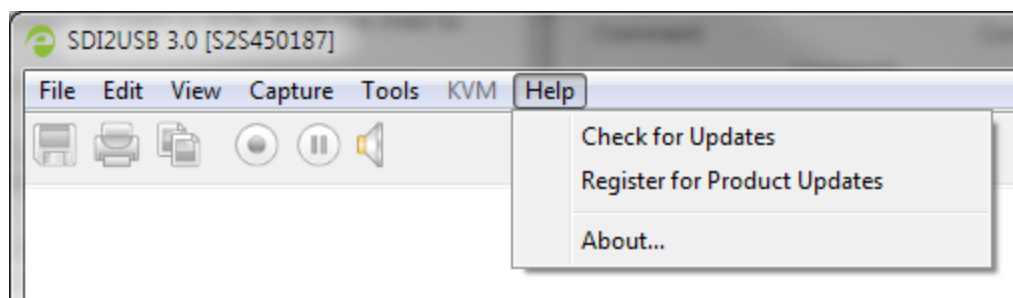 SDI2USB 3.0 [S2S450187]
File Edit View Capture Tools KVM Help
Check for Updates
Register for Product Updates
About...